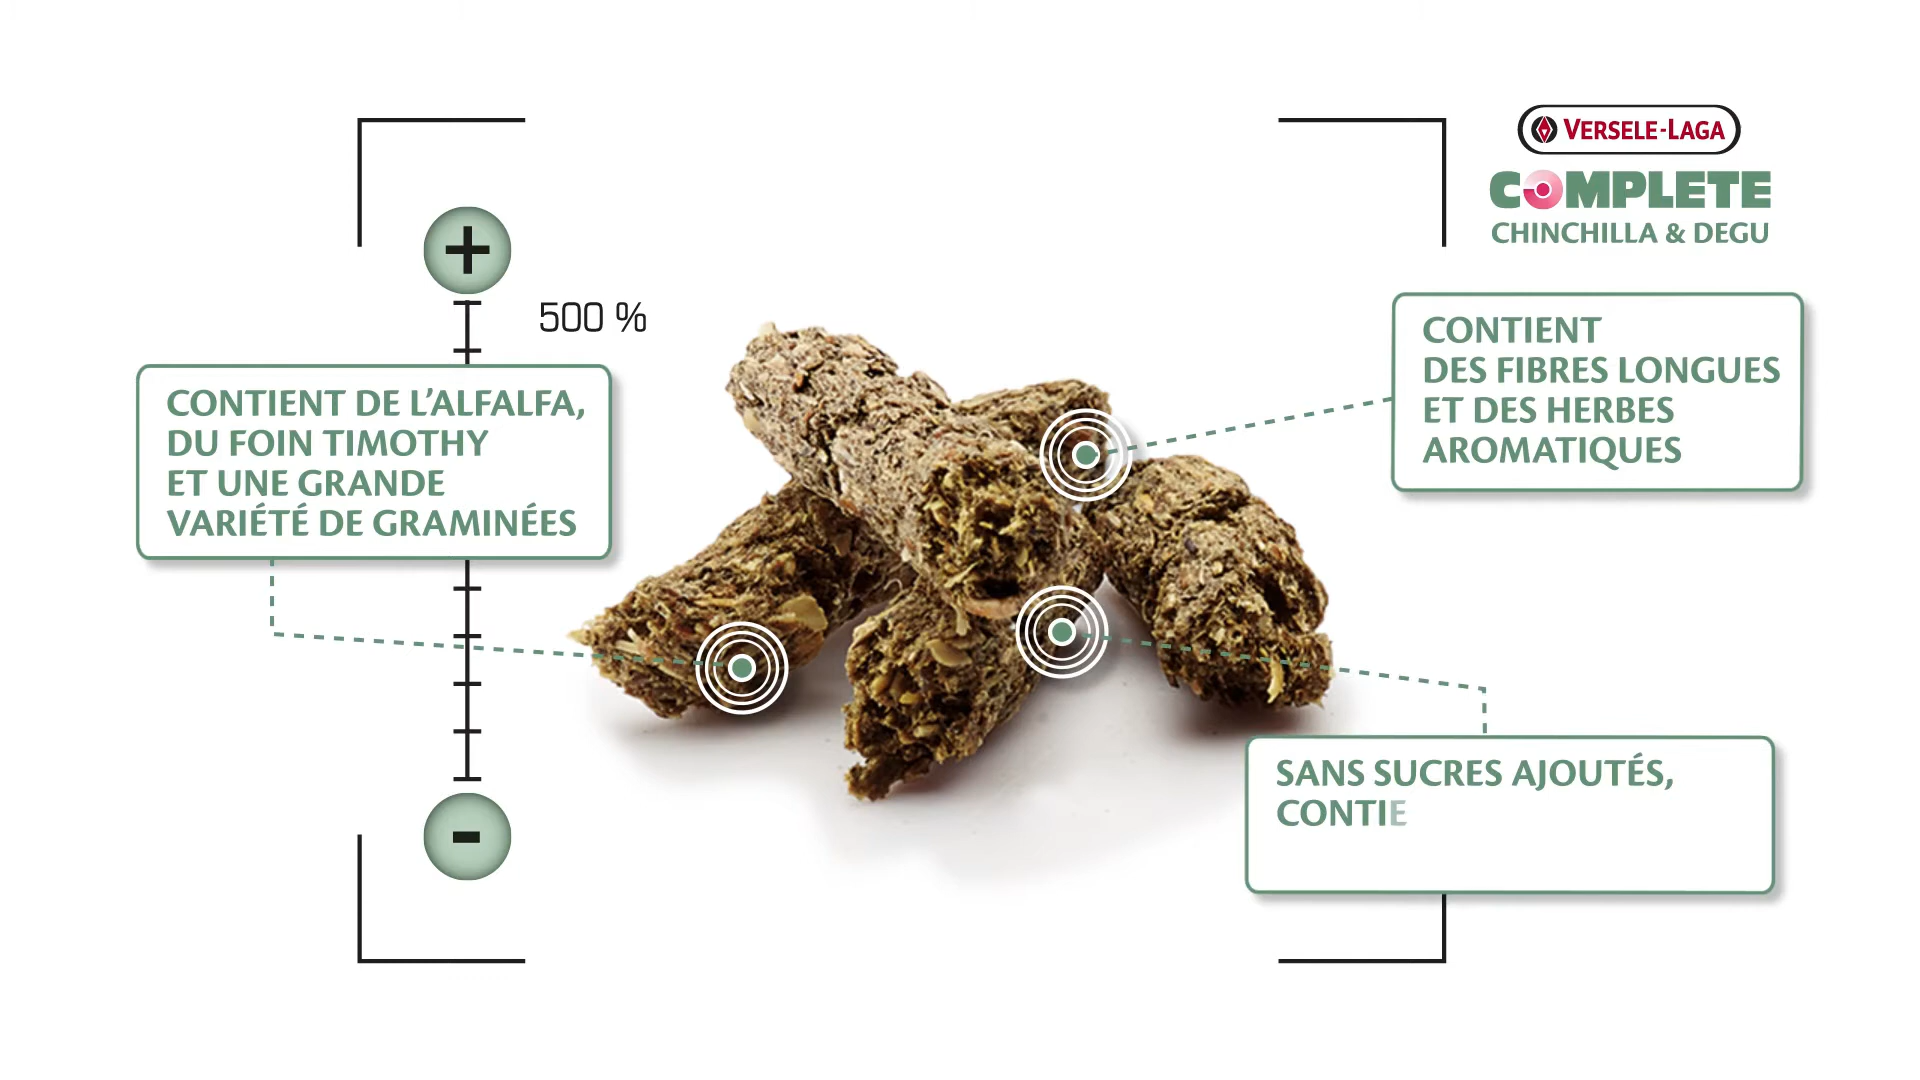 VERSELE-LAGA
COMPLETE
CHINCHILLA & DEGU
+
500 %
CONTIENT DE L’ALFALFA,
DU FOIN TIMOTHY
ET UNE GRANDE
VARIÉTÉ DE GRAMINÉES
CONTIENT
DES FIBRES LONGUES
ET DES HERBES
AROMATIQUES
SANS SUCRES AJOUTÉS,
CONTIE
-